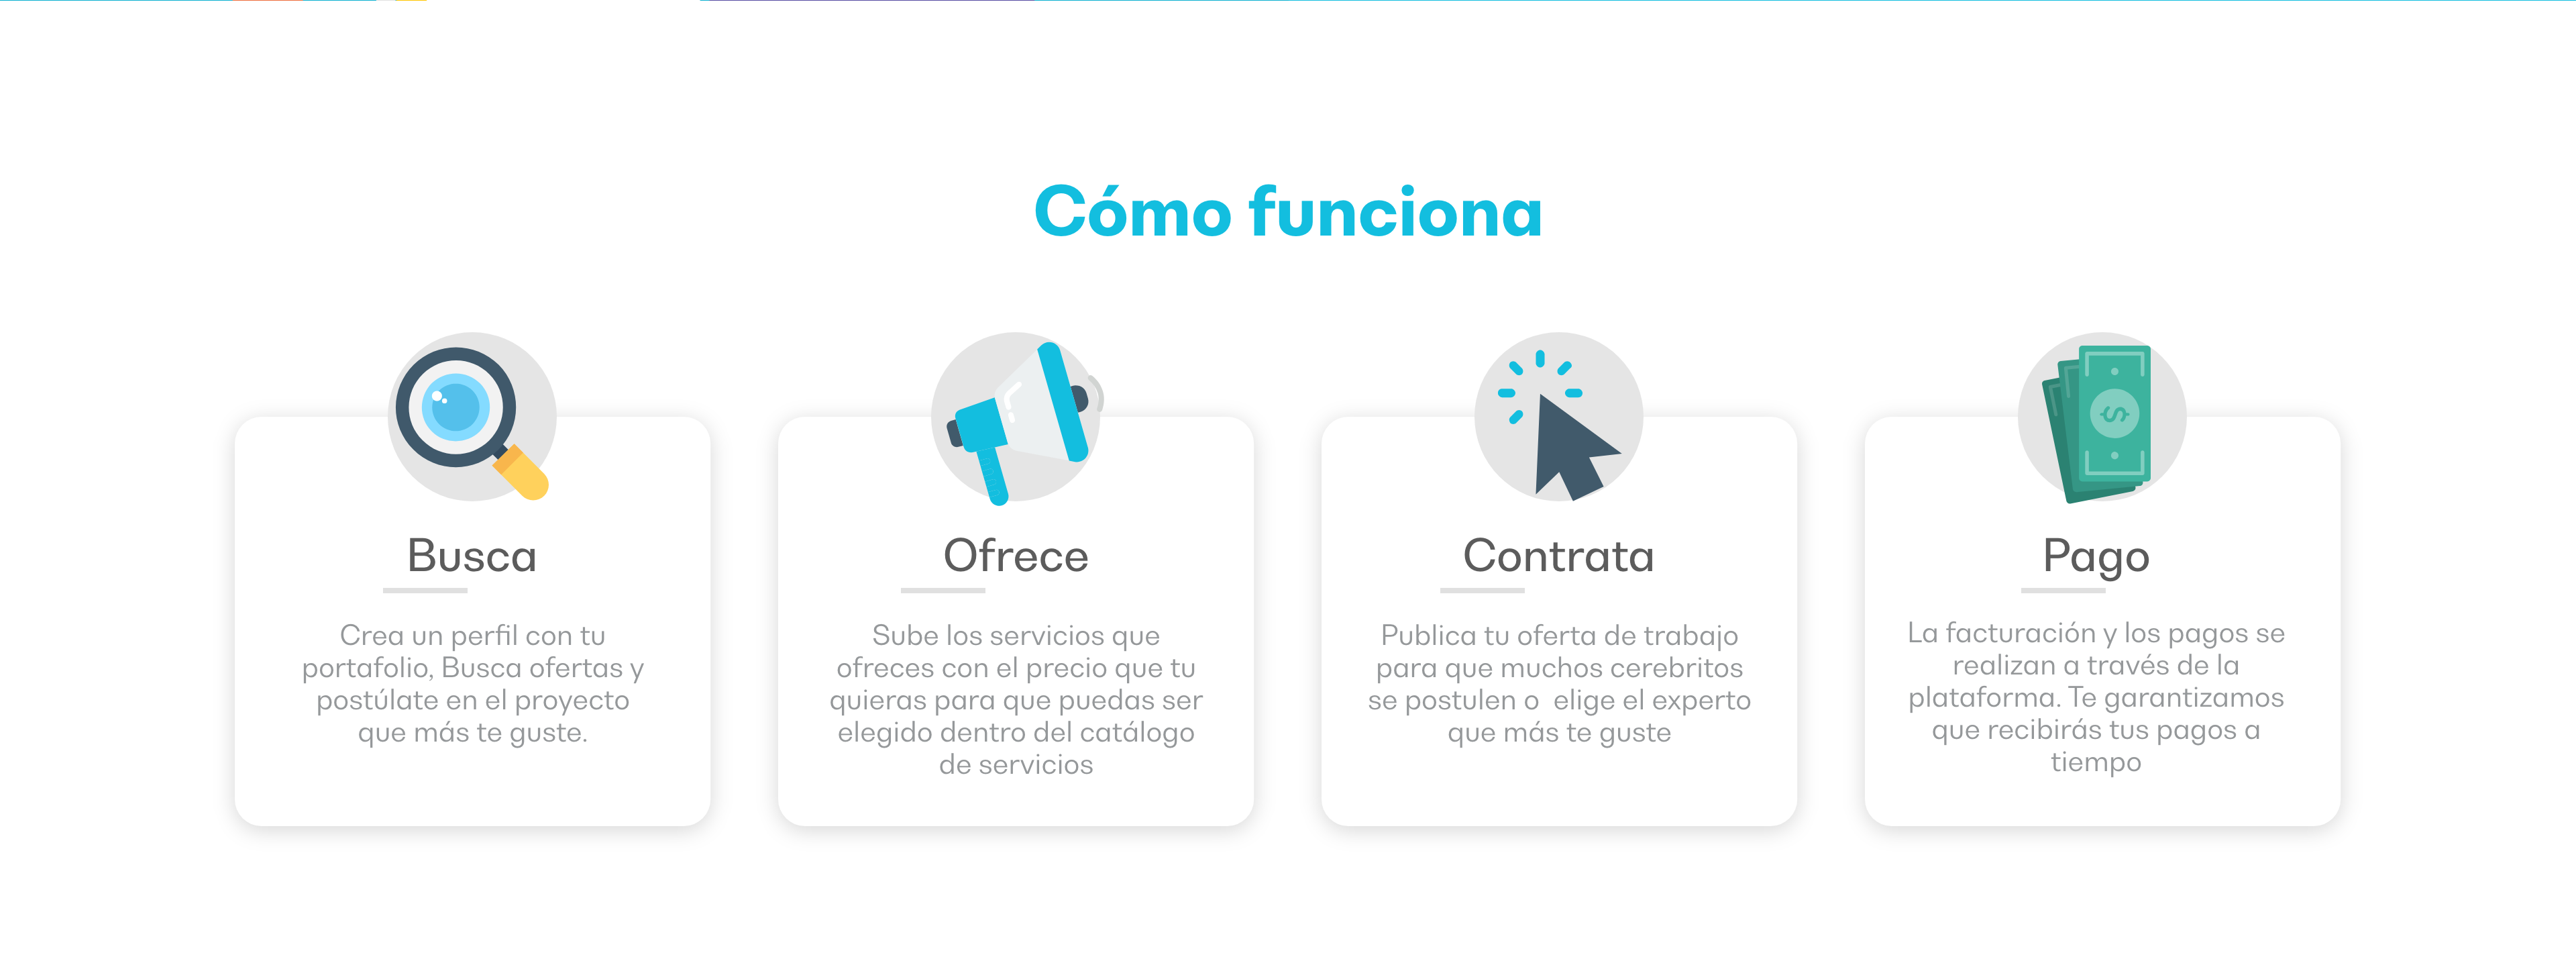 Cómo funciona
Busca
Crea un perfil con tu
portafolio, Busca ofertas y
postúlate en el proyecto
que más te guste.
Ofrece
Sube los servicios que
ofreces con el precio que tu
quieras para que puedas ser
elegido dentro del catálogo
de servicios
Contrata
Publica tu oferta de trabajo
para que muchos cerebritos
se postulen o  elige el experto
que más te guste
Pago
La facturación y los pagos se
realizan a través de la
plataforma. Te garantizamos
que recibirás tus pagos a
tiempo